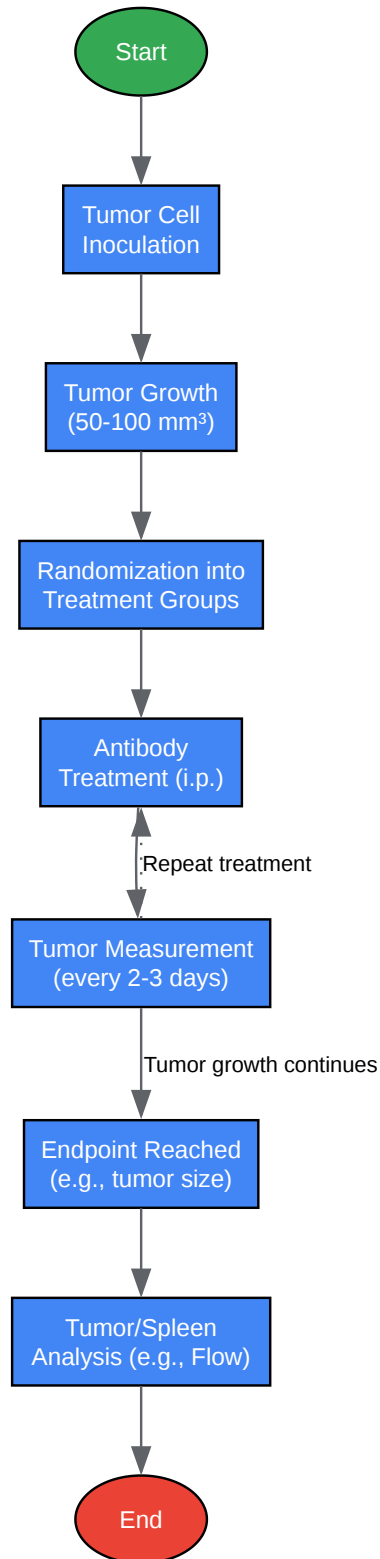 Start
Tumor Cell
Inoculation
Tumor Growth
(50-100 mm³)
Randomization into
Treatment Groups
Antibody
Treatment (i.p.)
Repeat treatment
Tumor Measurement
(every 2-3 days)
Tumor growth continues
Endpoint Reached
(e.g., tumor size)
Tumor/Spleen
Analysis (e.g., Flow)
End